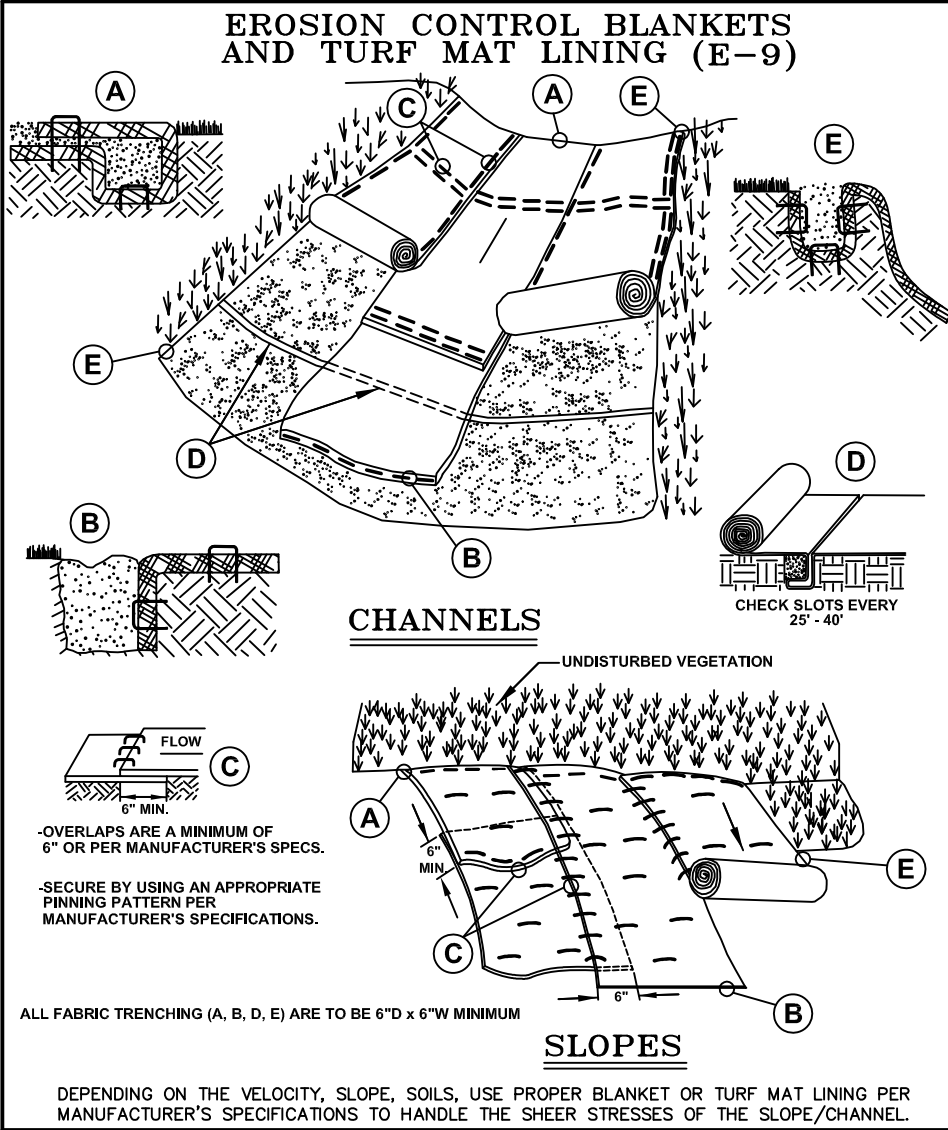 EROSION CONTROL BLANKETS
AND TURF MAT LINING (E-9)
A
C
A
E
E
E
D
B
B
D
CHECK SLOTS EVERY
25' - 40'
CHANNELS
UNDISTURBED VEGETATION
FLOW
C
6" MIN.
-OVERLAPS ARE A MINIMUM OF
6" OR PER MANUFACTURER'S SPECS.
-SECURE BY USING AN APPROPRIATE
PINNING PATTERN PER
MANUFACTURER'S SPECIFICATIONS.
A
6"
MIN.
E
C
6"
B
ALL FABRIC TRENCHING (A, B, D, E) ARE TO BE 6"D x 6"W MINIMUM
SLOPES
DEPENDING ON THE VELOCITY, SLOPE, SOILS, USE PROPER BLANKET OR TURF MAT LINING PER
MANUFACTURER'S SPECIFICATIONS TO HANDLE THE SHEER STRESSES OF THE SLOPE/CHANNEL.